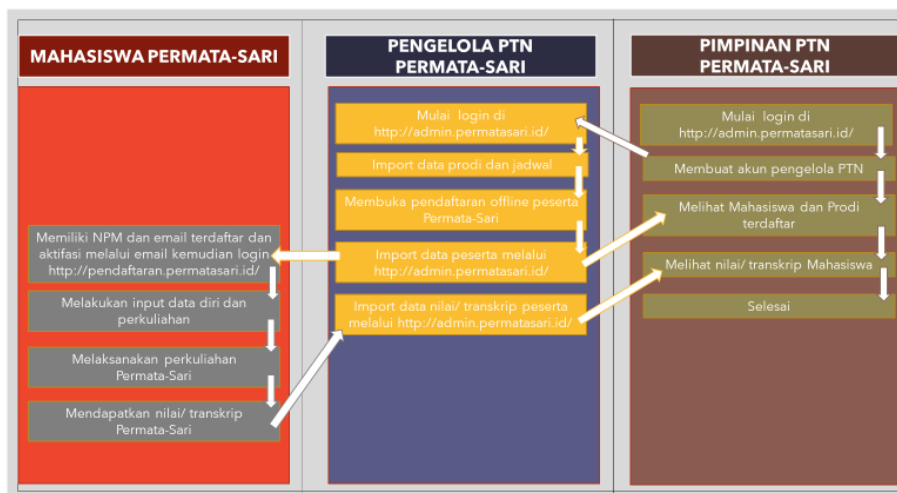 MAHASISWA PERMATA-SARI
PENGELOLA PTN
PERMATA-SARI
PIMPINAN PTN
PERMATA-SARI
Memiliki NPM dan email terdaftar dan
aktifasi melalui email kemudian login
http://pendaftaran.permatasari.id/
Melakukan input data diri dan
perkuliahan
Melaksanakan perkuliahan
Permata-Sari
Mendapatkan nilai/ transkrip
Permata-Sari
Mulai login di
http://admin.permatasari.id/
Import data prodi dan jadwal
Membuka pendaftaran offline peserta
Permata-Sari
Import data peserta melalui
http://admin.permatasari.id/
Import data nilai/ transkrip peserta
melalui http://admin.permatasari.id/
Mulai login di
http://admin.permatasari.id/
Membuat akun pengelola PTN
Melihat Mahasiswa dan Prodi
terdaftar
Melihat nilai/ transkrip Mahasiswa
Selesai